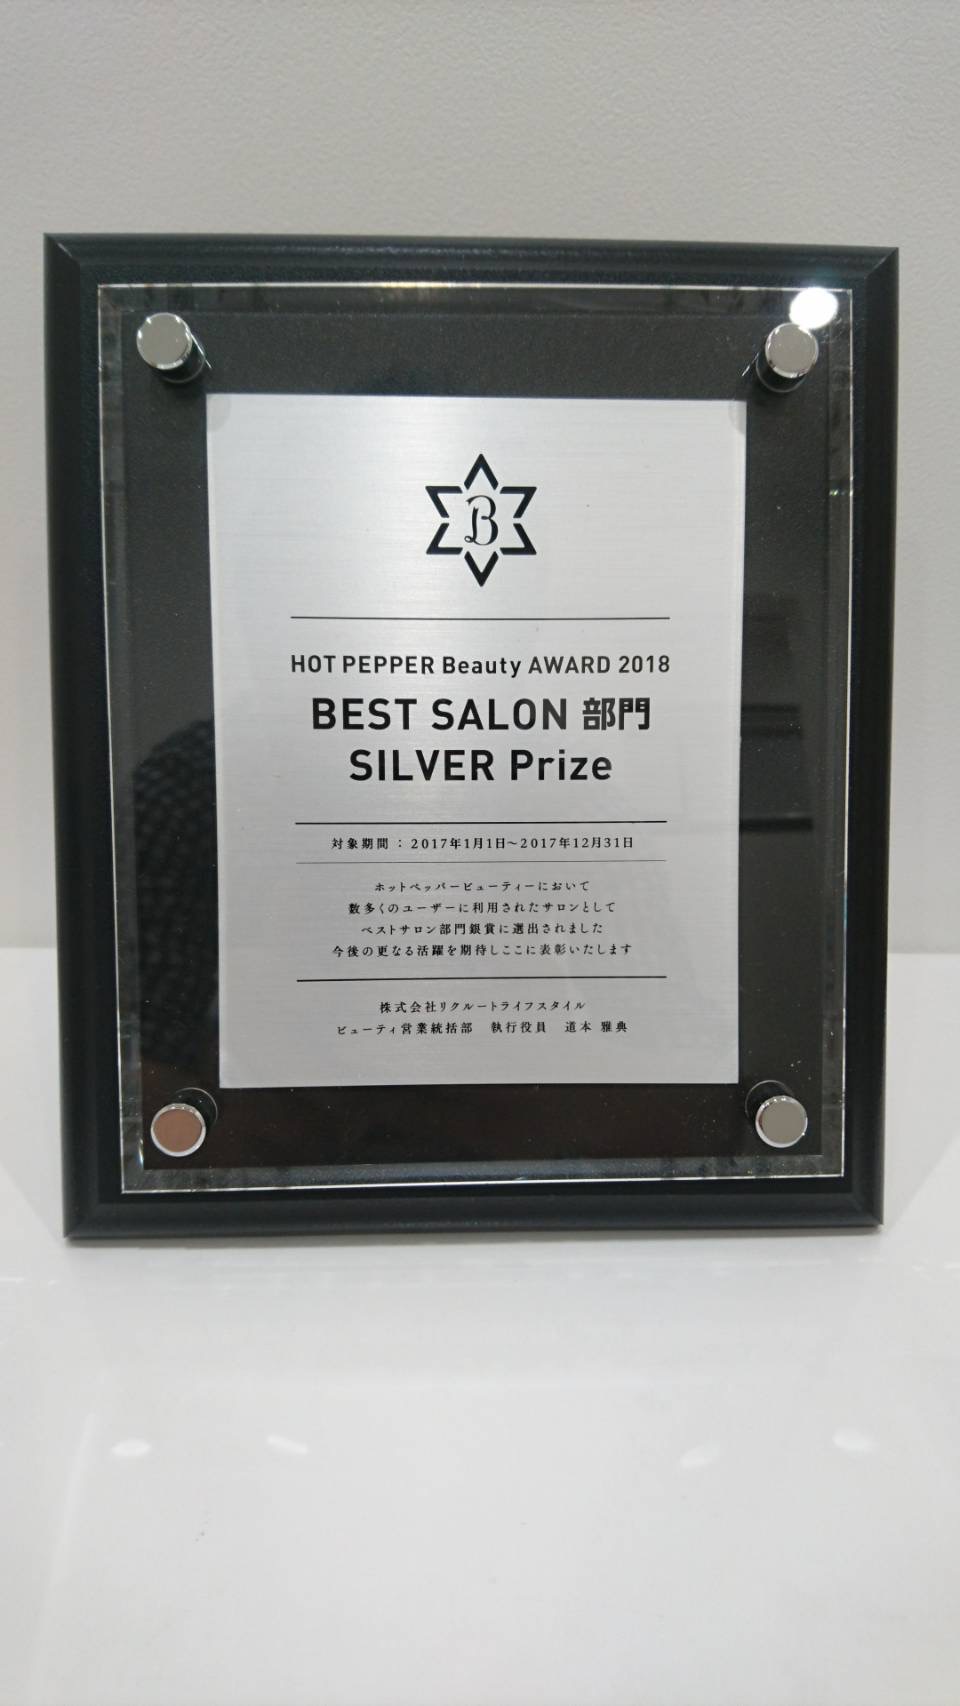 B
HOT PEPPER Beauty AWARD 2018
BEST SALON 部門
SILVER Prize
対象期間：2017年1月1日〜2017年12月31日
ホットペッパービューティーにおいて
数多くのユーザーに利用されたサロンとして
ベストサロン部門銀賞に選出されました
今後の更なる活躍を期待しここに表彰いたします
株式会社リクルートライフスタイル
ビューティ営業統括部　執行役員　道本 雅典